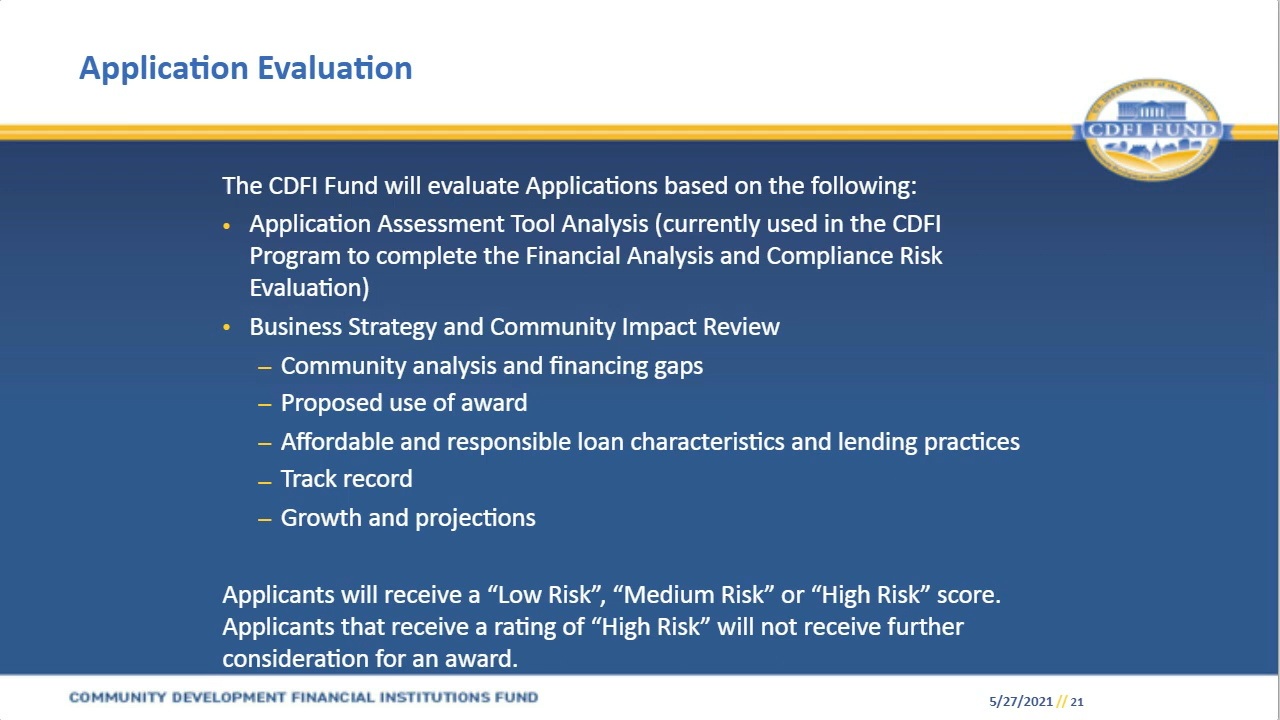 Application Evaluation
U.S. DEPARTMENT of the TREASURY
CDFI FUND
The CDFI Fund will evaluate Applications based on the following:
• Application Assessment Tool Analysis (currently used in the CDFI
Program to complete the Financial Analysis and Compliance Risk
Evaluation)
• Business Strategy and Community Impact Review
– Community analysis and financing gaps
– Proposed use of award
– Affordable and responsible loan characteristics and lending practices
– Track record
– Growth and projections
Applicants will receive a “Low Risk”, “Medium Risk” or “High Risk” score.
Applicants that receive a rating of “High Risk” will not receive further
consideration for an award.
COMMUNITY DEVELOPMENT FINANCIAL INSTITUTIONS FUND
5/27/2021 // 21